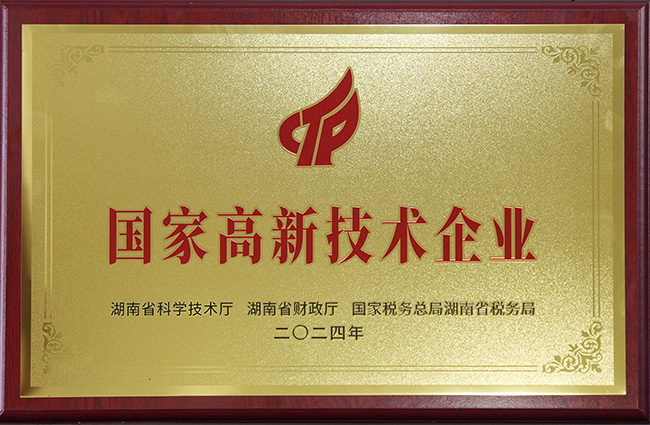 CTP
国家高新技术企业
湖南省科学技术厅 湖南省财政厅 国家税务总局湖南省税务局
二〇二四年